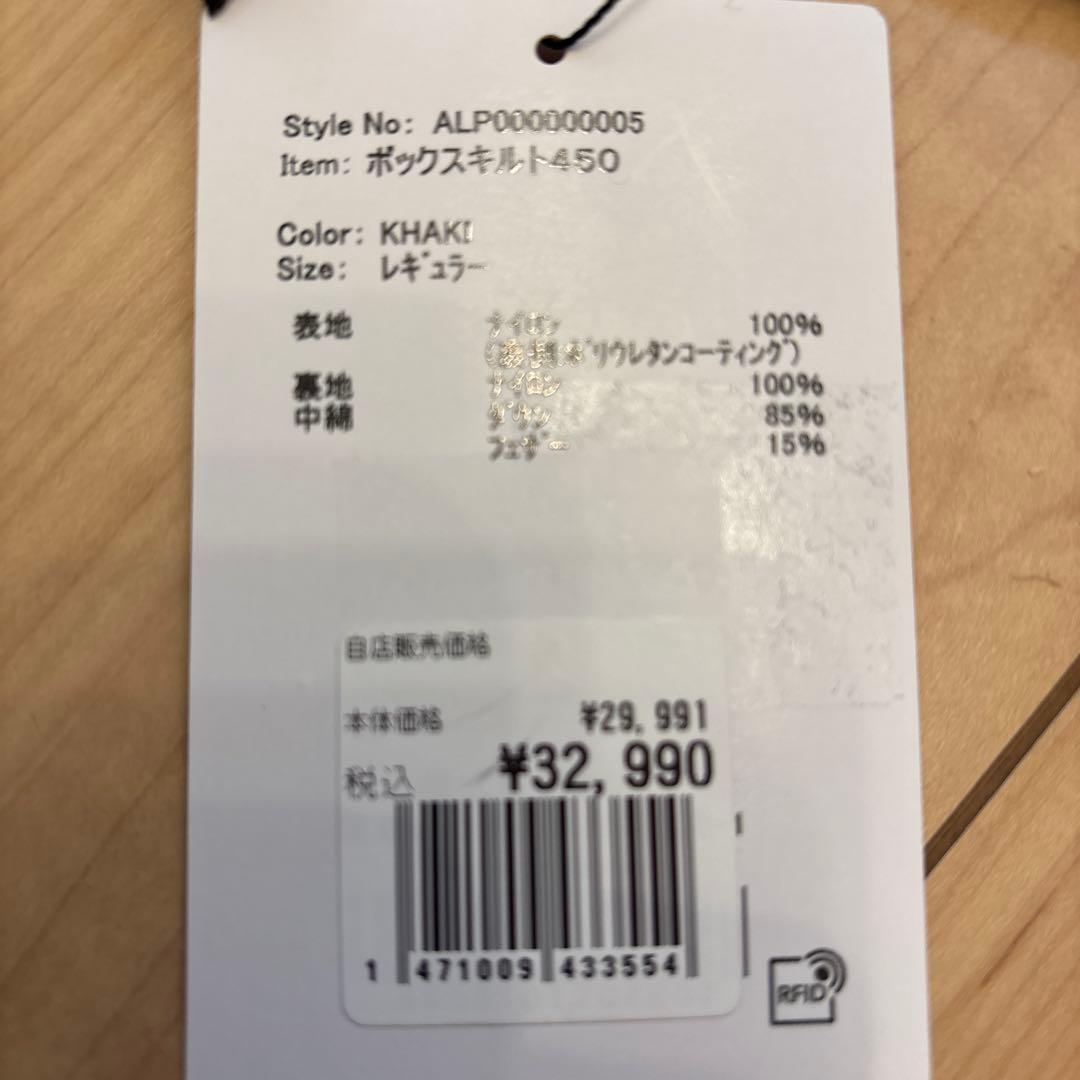 Style No: ALP000000005
Item: ボックスキルト450
Color: KHAKI
Size: レギュラー
表地 ナイロン 100%
(裏側:ポリウレタンコーティング)
裏地 ナイロン 100%
中綿 ダウン 85%
フェザー 15%
自店販売価格
本体価格 ¥29,991
税込 ¥32,990
1 471009 433554
RFID